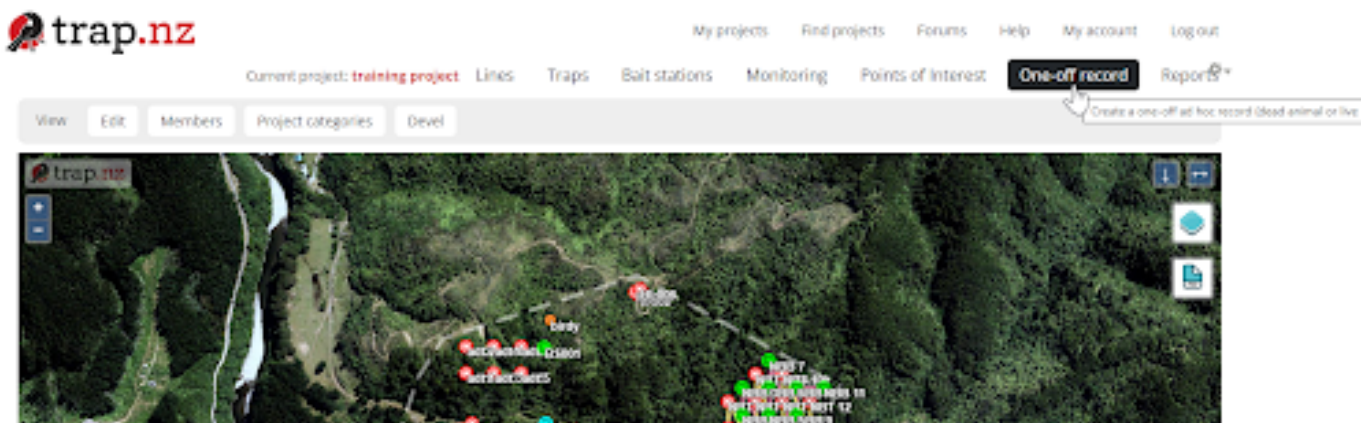 trap.nz
My projects Find projects Forums Help My account Log out
Current project: training project Lines Traps Bait stations Monitoring Points of Interest One-off record Reports
Create a one-off ad hoc record (dead animal or live
View Edit Members Project categories Devel
trap.nz
birdy